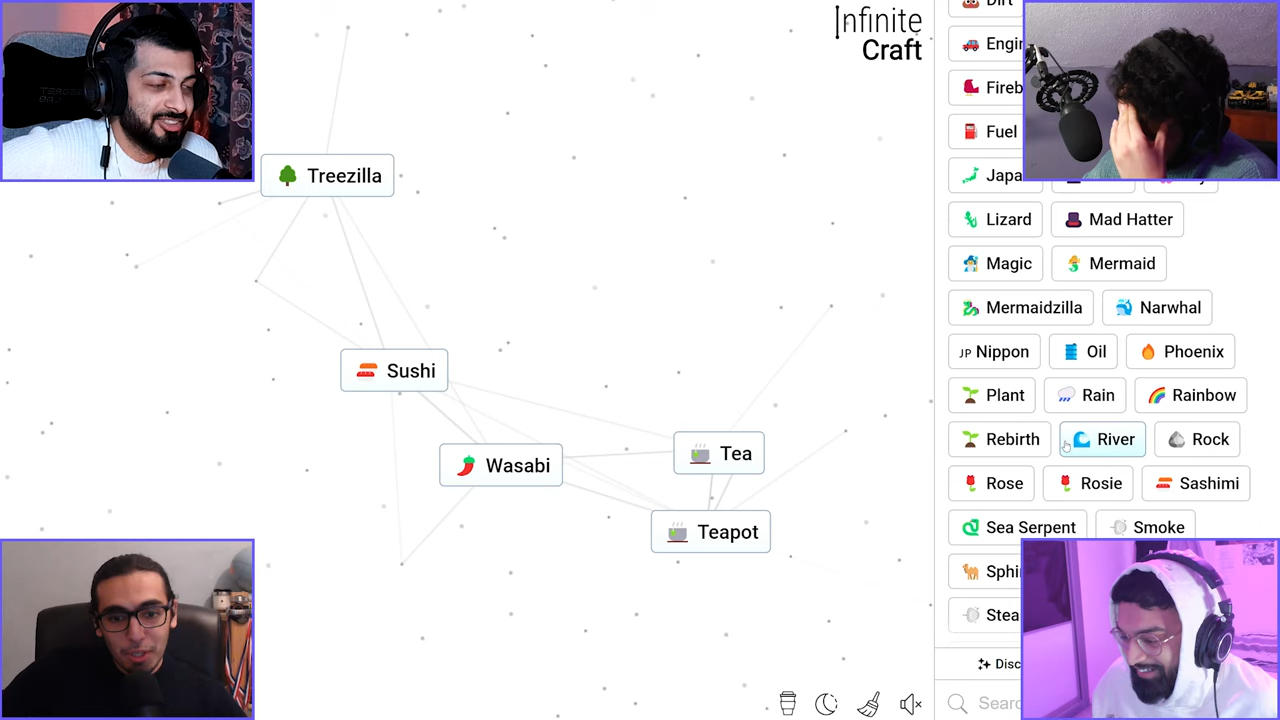 Infinite
Craft
Treezilla
Sushi
Wasabi
Tea
Teapot
Dirt
Fuel
Lizard
Mad Hatter
Magic
Mermaid
Mermaidzilla
Narwhal
JP Nippon
Oil
Phoenix
Plant
Rain
Rainbow
Rebirth
River
Rock
Rose
Rosie
Sashimi
Sea Serpent
Smoke